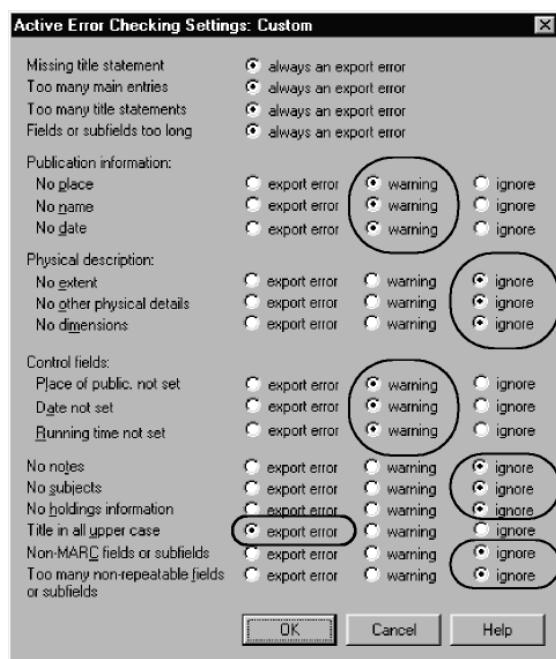 Active Error Checking Settings: Custom
Missing title statement always an export error
Too many main entries always an export error
Too many title statements always an export error
Fields or subfields too long always an export error
Publication information:
No place export error warning ignore
No name export error warning ignore
No date export error warning ignore
Physical description:
No extent export error warning ignore
No other physical details export error warning ignore
No dimensions export error warning ignore
Control fields:
Place of public. not set export error warning ignore
Date not set export error warning ignore
Running time not set export error warning ignore
No notes export error warning ignore
No subjects export error warning ignore
No holdings information export error warning ignore
Title in all upper case export error warning ignore
Non-MARC fields or subfields export error warning ignore
Too many non-repeatable fields export error warning ignore
or subfields
OK Cancel Help